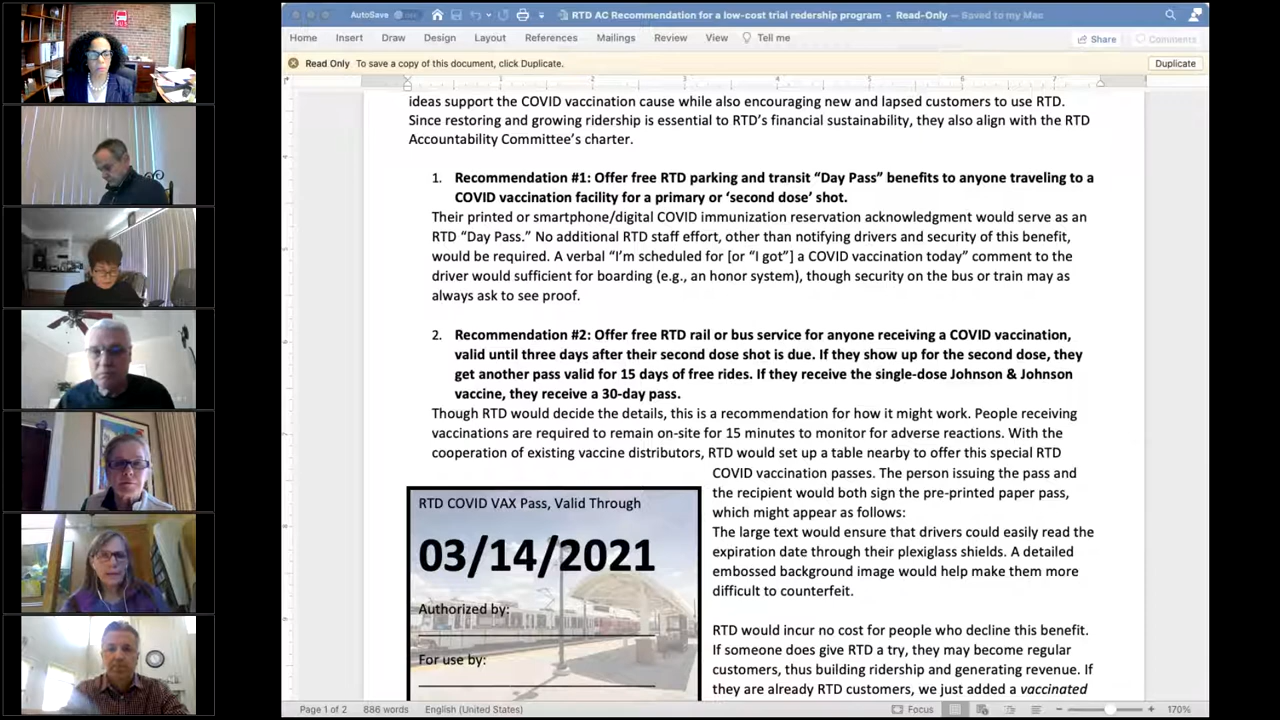 AutoSave
RTD AC Recommendation for a low-cost trial redership program - Read-Only — Saved to my Mac
Home Insert Draw Design Layout References Mailings Review View Tell me Share Comments
Read Only To save a copy of this document, click Duplicate. Duplicate
1 2 3 4 5 6 7
ideas support the COVID vaccination cause while also encouraging new and lapsed customers to use RTD.
Since restoring and growing ridership is essential to RTD's financial sustainability, they also align with the RTD
Accountability Committee's charter.
1. Recommendation #1: Offer free RTD parking and transit “Day Pass” benefits to anyone traveling to a
COVID vaccination facility for a primary or ‘second dose’ shot.
Their printed or smartphone/digital COVID immunization reservation acknowledgment would serve as an
RTD “Day Pass.” No additional RTD staff effort, other than notifying drivers and security of this benefit,
would be required. A verbal “I’m scheduled for [or “I got”] a COVID vaccination today” comment to the
driver would sufficient for boarding (e.g., an honor system), though security on the bus or train may as
always ask to see proof.
2. Recommendation #2: Offer free RTD rail or bus service for anyone receiving a COVID vaccination,
valid until three days after their second dose shot is due. If they show up for the second dose, they
get another pass valid for 15 days of free rides. If they receive the single-dose Johnson & Johnson
vaccine, they receive a 30-day pass.
Though RTD would decide the details, this is a recommendation for how it might work. People receiving
vaccinations are required to remain on-site for 15 minutes to monitor for adverse reactions. With the
cooperation of existing vaccine distributors, RTD would set up a table nearby to offer this special RTD
COVID vaccination passes. The person issuing the pass and
the recipient would both sign the pre-printed paper pass,
which might appear as follows:
The large text would ensure that drivers could easily read the
expiration date through their plexiglass shields. A detailed
embossed background image would help make them more
difficult to counterfeit.
RTD would incur no cost for people who decline this benefit.
If someone does give RTD a try, they may become regular
customers, thus building ridership and generating revenue. If
they are already RTD customers, we just added a vaccinated
RTD COVID VAX Pass, Valid Through
03/14/2021
Authorized by:
For use by:
Page 1 of 2 886 words English (United States) Focus 170%